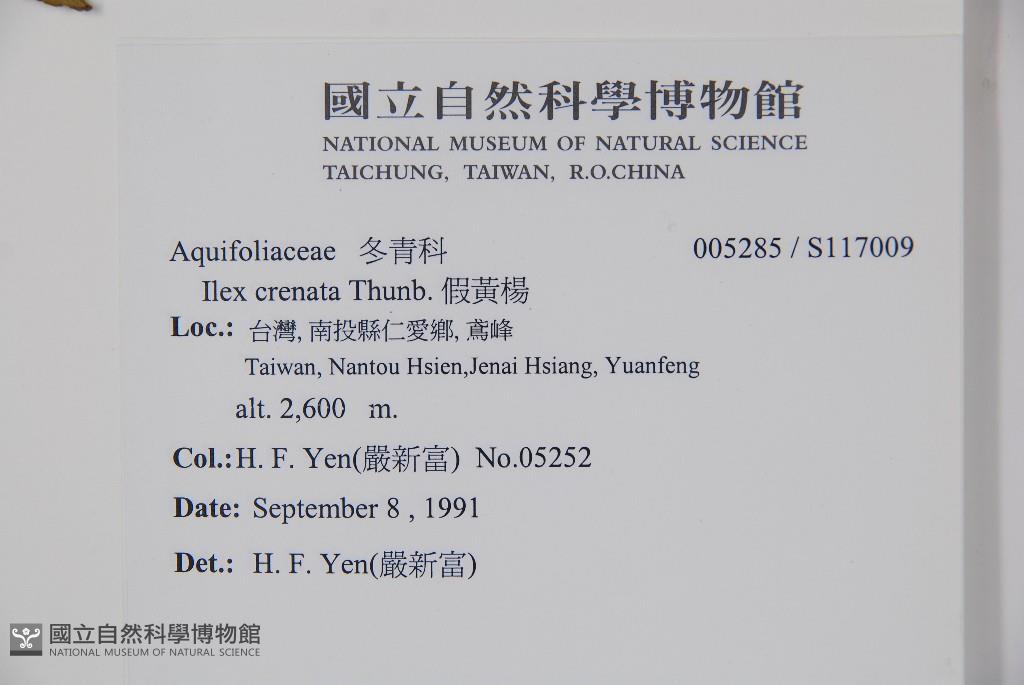 國立自然科學博物館
NATIONAL MUSEUM OF NATURAL SCIENCE
TAICHUNG, TAIWAN, R.O.CHINA
Aquifoliaceae 冬青科 005285 / S117009
Ilex crenata Thunb. 假黃楊
Loc.: 台灣, 南投縣仁愛鄉, 鳶峰
Taiwan, Nantou Hsien,Jenai Hsiang, Yuanfeng
alt. 2,600 m.
Col.: H. F. Yen(嚴新富) No.05252
Date: September 8 , 1991
Det.: H. F. Yen(嚴新富)
國立自然科學博物館
NATIONAL MUSEUM OF NATURAL SCIENCE